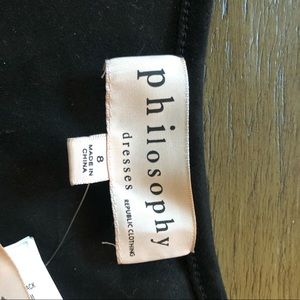 philosophy
dresses
REPUBLIC CLOTHING
8
MADE IN
CHINA